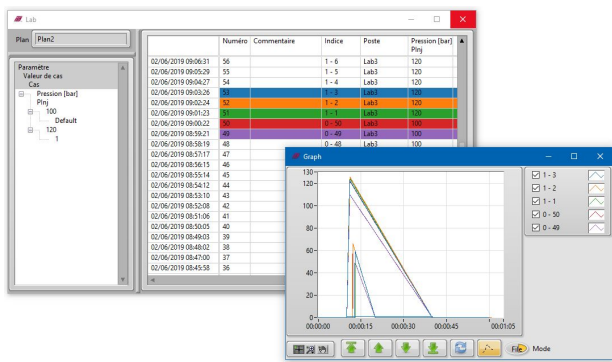 Lab
Plan Plan2
Numéro Commentaire Indice Poste Pression [bar]
PInj
02/06/2019 09:06:31 56 1 - 6 Lab3 120
02/06/2019 09:05:29 55 1 - 5 Lab3 120
02/06/2019 09:04:27 54 1 - 4 Lab3 120
02/06/2019 09:03:26 53 1 - 3 Lab3 120
02/06/2019 09:02:24 52 1 - 2 Lab3 120
02/06/2019 09:01:23 51 1 - 1 Lab3 120
02/06/2019 09:00:22 50 0 - 50 Lab3 100
02/06/2019 08:59:21 49 0 - 49 Lab3 100
02/06/2019 08:58:19 48 0 - 48 Lab3 100
02/06/2019 08:57:17 47
02/06/2019 08:56:15 46
02/06/2019 08:55:14 45
02/06/2019 08:54:12 44
02/06/2019 08:53:10 43
02/06/2019 08:52:08 42
02/06/2019 08:51:06 41
02/06/2019 08:50:05 40
02/06/2019 08:49:03 39
02/06/2019 08:48:02 38
02/06/2019 08:47:00 37
02/06/2019 08:45:58 36
Paramétre
Valeur de cas
Cas
Pression [bar]
PInj
100
Default
120
1
Graph
130
120
100
80
60
40
20
0
00:00:00 00:00:15 00:00:30 00:00:45 00:01:05
1 - 3
1 - 2
1 - 1
0 - 50
0 - 49
File Mode